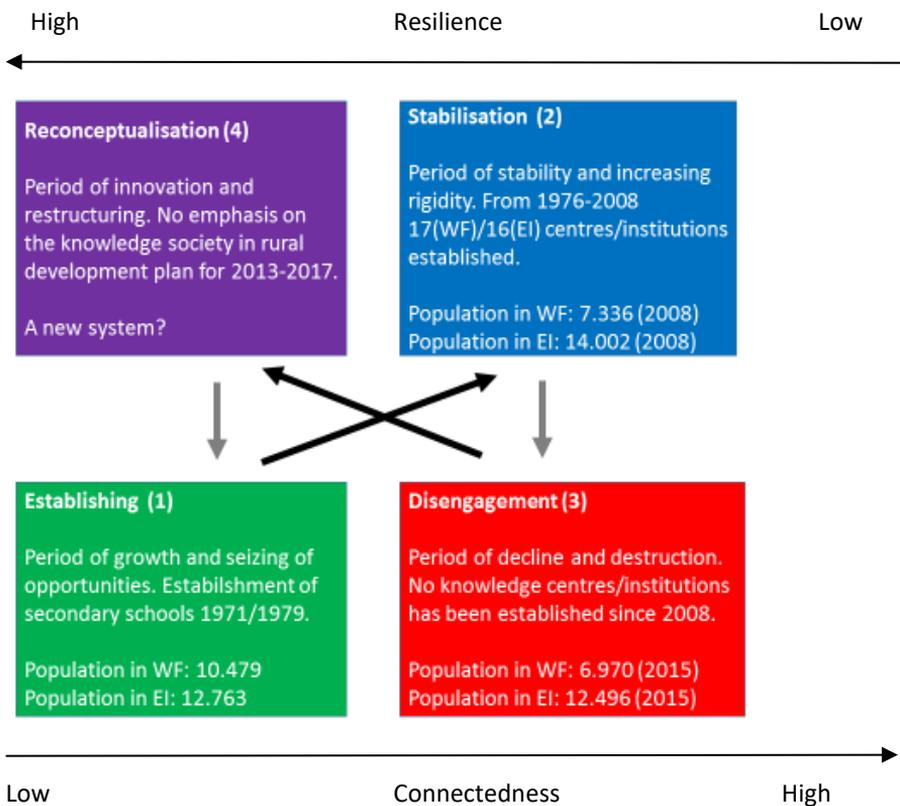 High Resilience Low
Reconceptualisation (4)
Period of innovation and
restructuring. No emphasis on
the knowledge society in rural
development plan for 2013-2017.
A new system?
Stabilisation (2)
Period of stability and increasing
rigidity. From 1976-2008
17(WF)/16(EI) centres/institutions
established.
Population in WF: 7.336 (2008)
Population in EI: 14.002 (2008)
Establishing (1)
Period of growth and seizing of
opportunities. Estabilshment of
secondary schools 1971/1979.
Population in WF: 10.479
Population in EI: 12.763
Disengagement (3)
Period of decline and destruction.
No knowledge centres/institutions
has been established since 2008.
Population in WF: 6.970 (2015)
Population in EI: 12.496 (2015)
Low Connectedness High